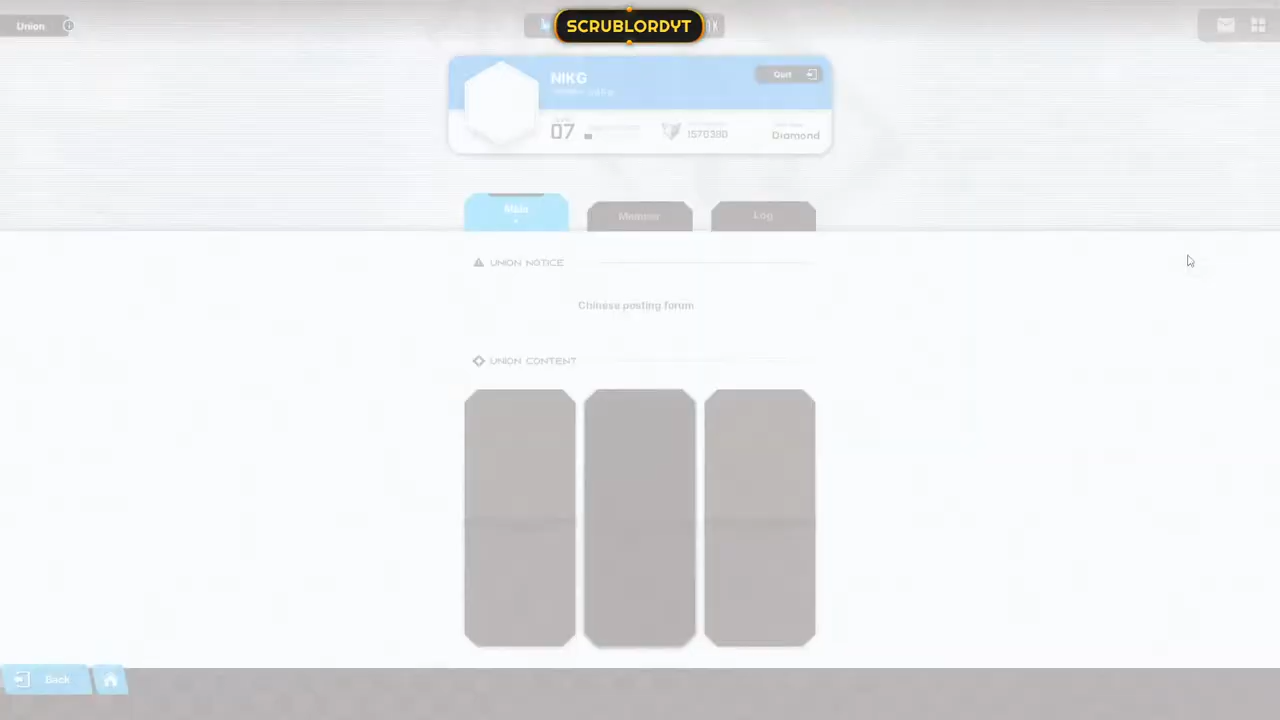 Union
SCRUBLORDYT
NIKG
Quit
07
1570380
Diamond
Main
Member
Log
UNION NOTICE
Chinese posting forum
UNION CONTENT
Back